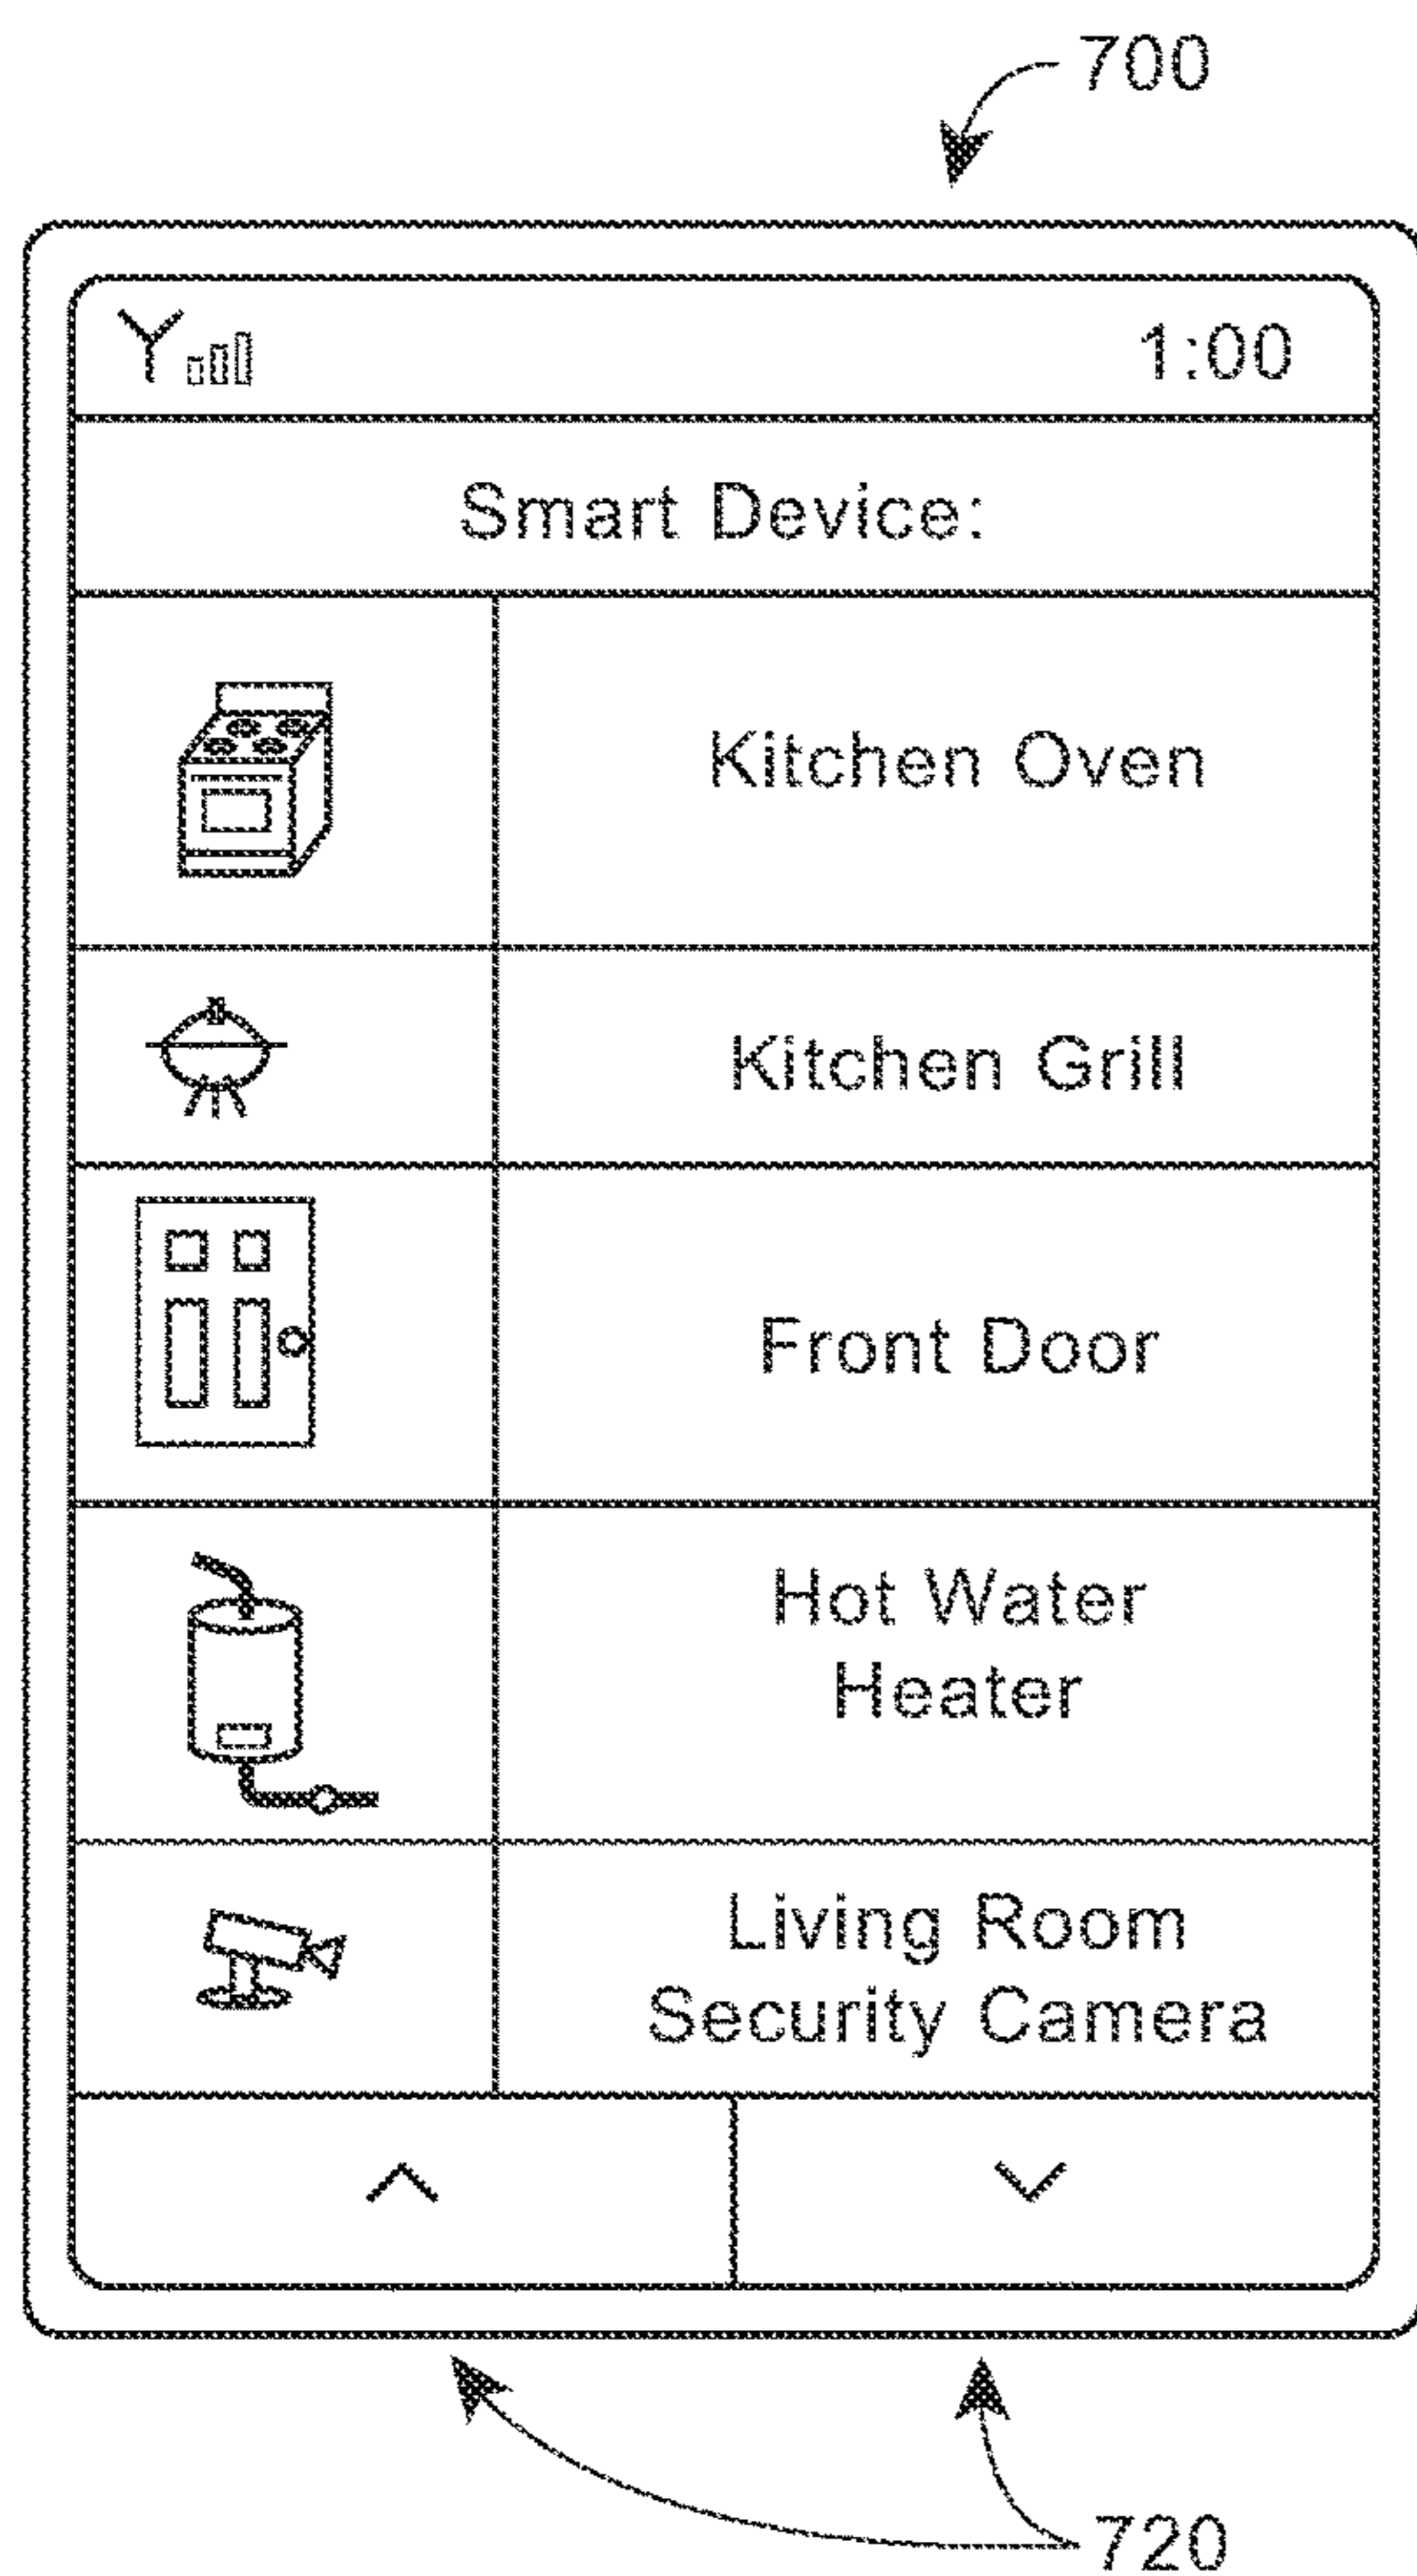 700
1:00
Smart Device:
Kitchen Oven
Kitchen Grill
Front Door
Hot Water
Heater
Living Room
Security Camera
720